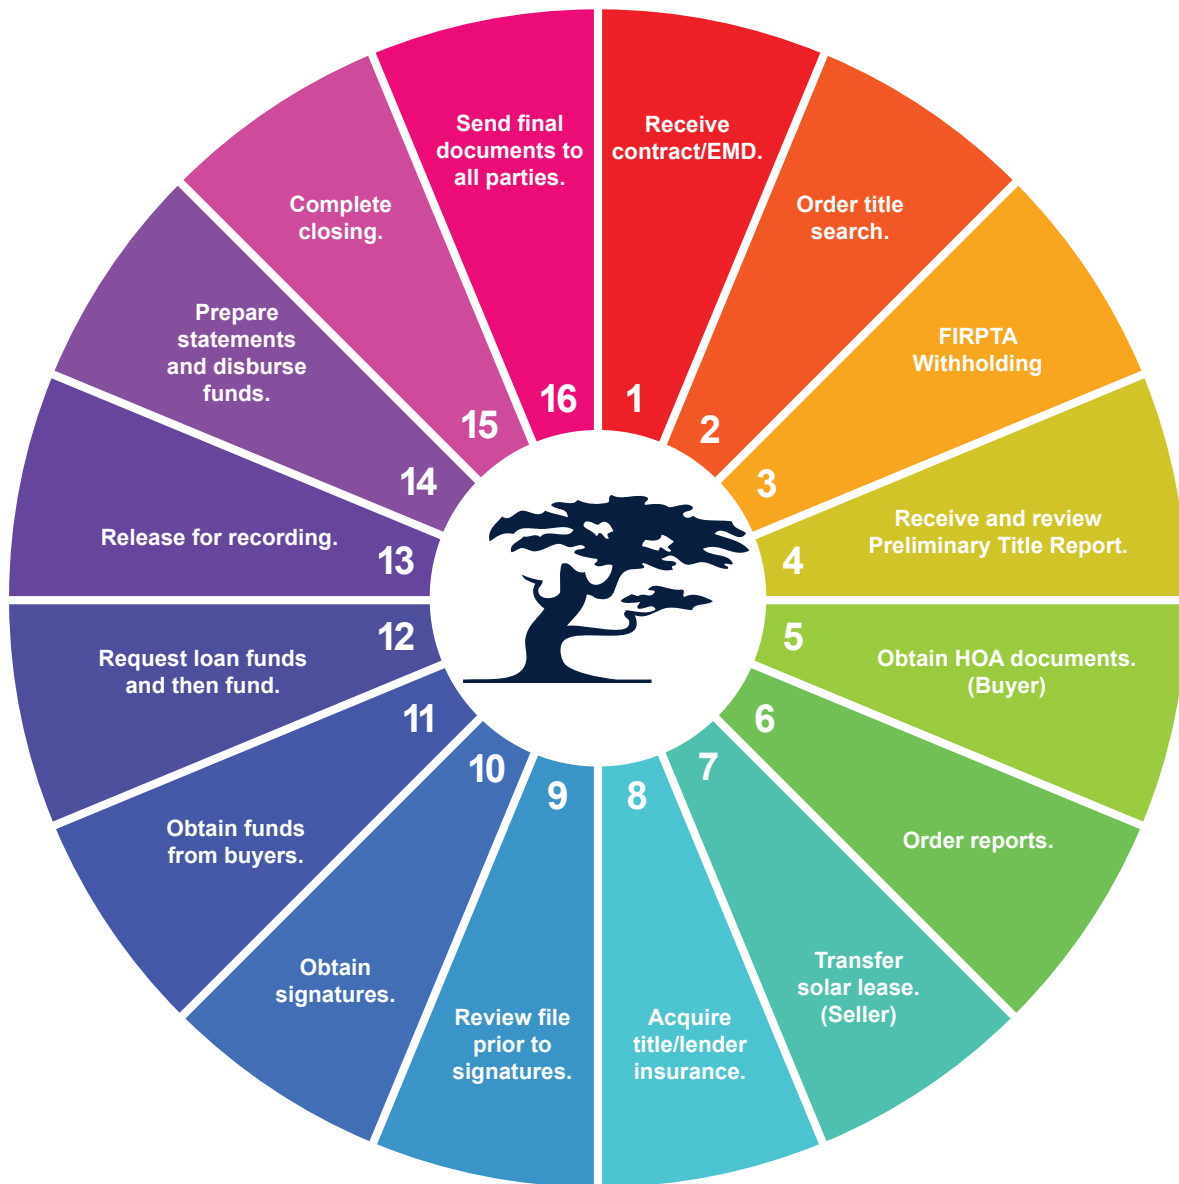 1
Receive
contract/EMD.
2
Order title
search.
3
FIRPTA
Withholding
4
Receive and review
Preliminary Title Report.
5
Obtain HOA documents.
(Buyer)
6
Order reports.
7
Transfer
solar lease.
(Seller)
8
Acquire
title/lender
insurance.
9
Review file
prior to
signatures.
10
Obtain
signatures.
11
Obtain funds
from buyers.
12
Request loan funds
and then fund.
13
Release for recording.
14
Prepare
statements
and disburse
funds.
15
Complete
closing.
16
Send final
documents to
all parties.